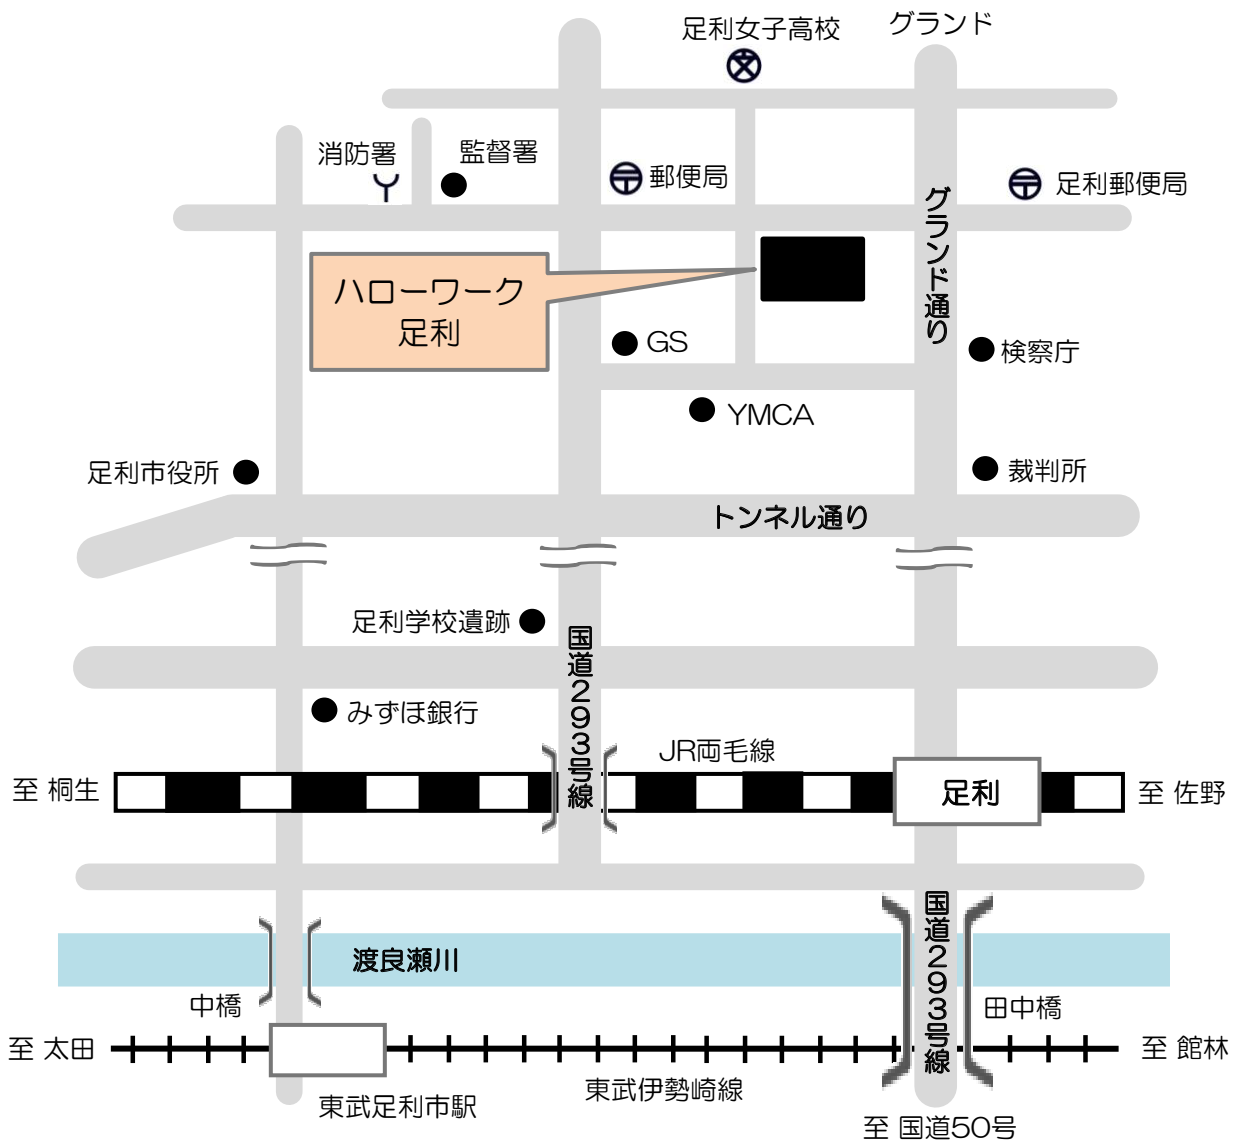 足利女子高校
グランド
消防署
監督署
郵便局
足利郵便局
グランド通り
ハローワーク
足利
GS
検察庁
YMCA
足利市役所
裁判所
トンネル通り
足利学校遺跡
国道293号線
みずほ銀行
JR両毛線
至 桐生
足利
至 佐野
国道293号線
渡良瀬川
中橋
田中橋
至 太田
至 館林
東武伊勢崎線
東武足利市駅
至 国道50号